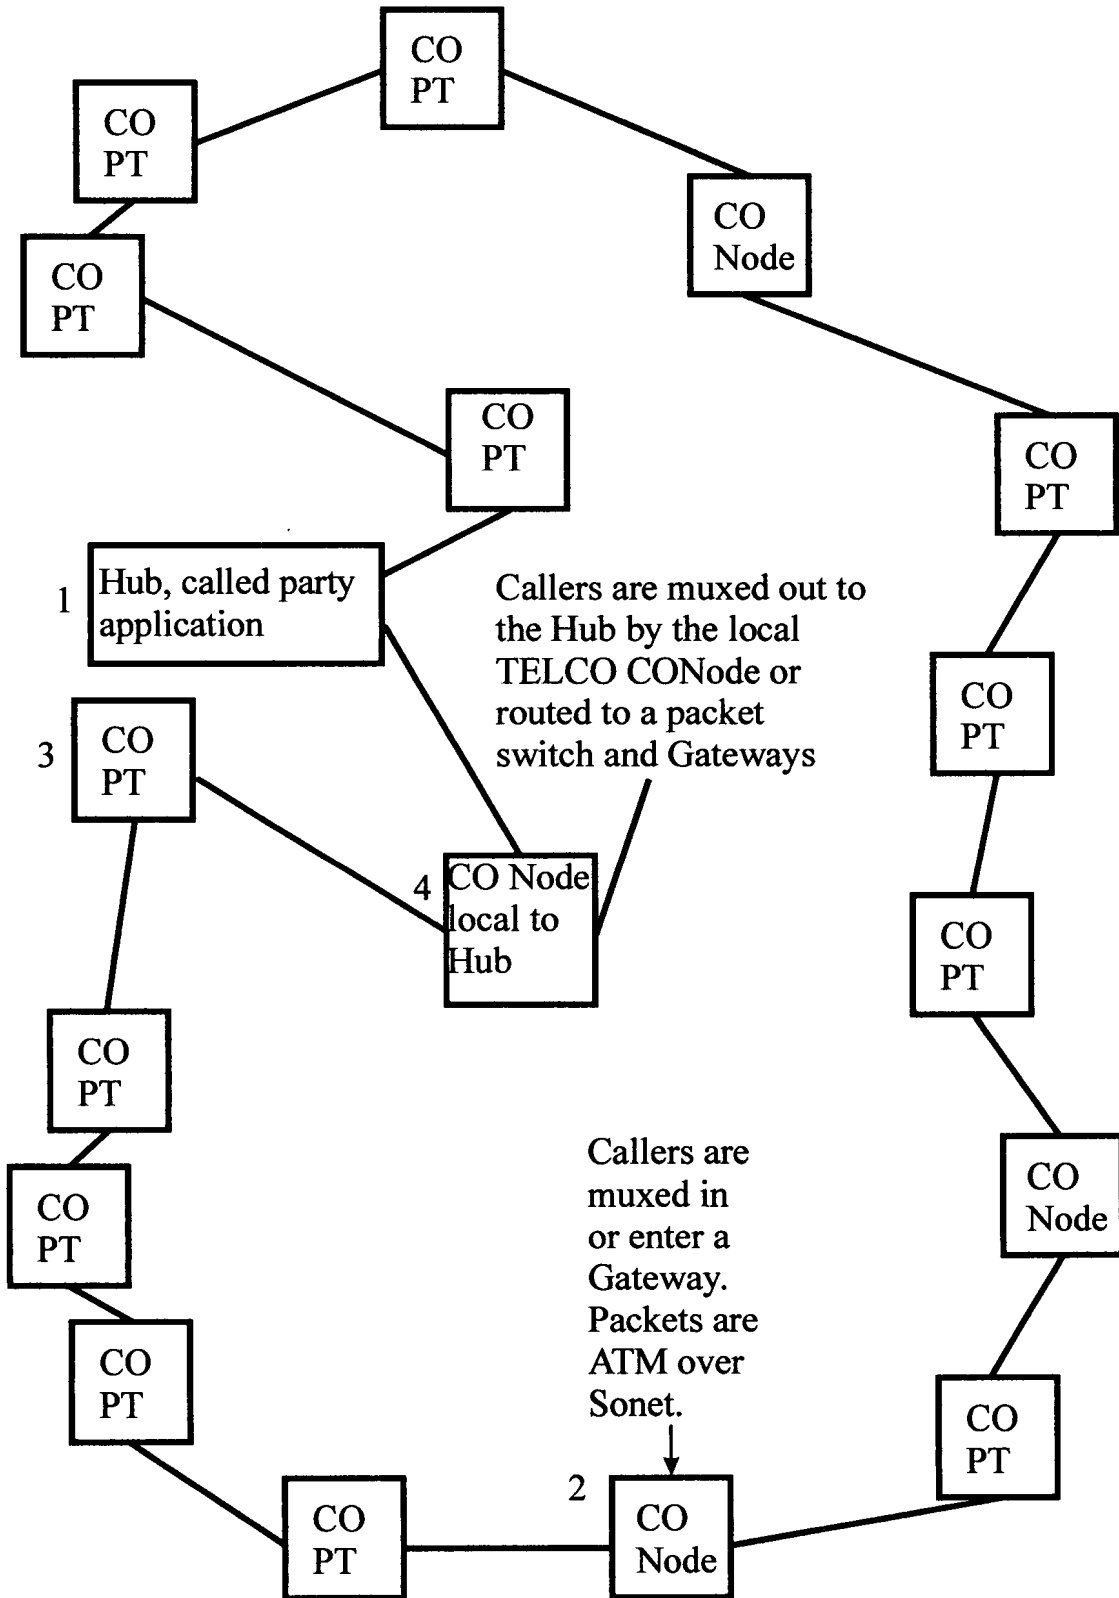 CO
PT
CO
PT
CO
Node
CO
PT
CO
PT
CO
PT
1
Hub, called party
application
Callers are muxed out to
the Hub by the local
TELCO CONode or
routed to a packet
switch and Gateways
CO
PT
3
CO
PT
4
CO Node
local to
Hub
CO
PT
CO
PT
CO
PT
Callers are
muxed in
or enter a
Gateway.
Packets are
ATM over
Sonet.
CO
Node
CO
PT
CO
PT
CO
PT
CO
PT
2
CO
Node